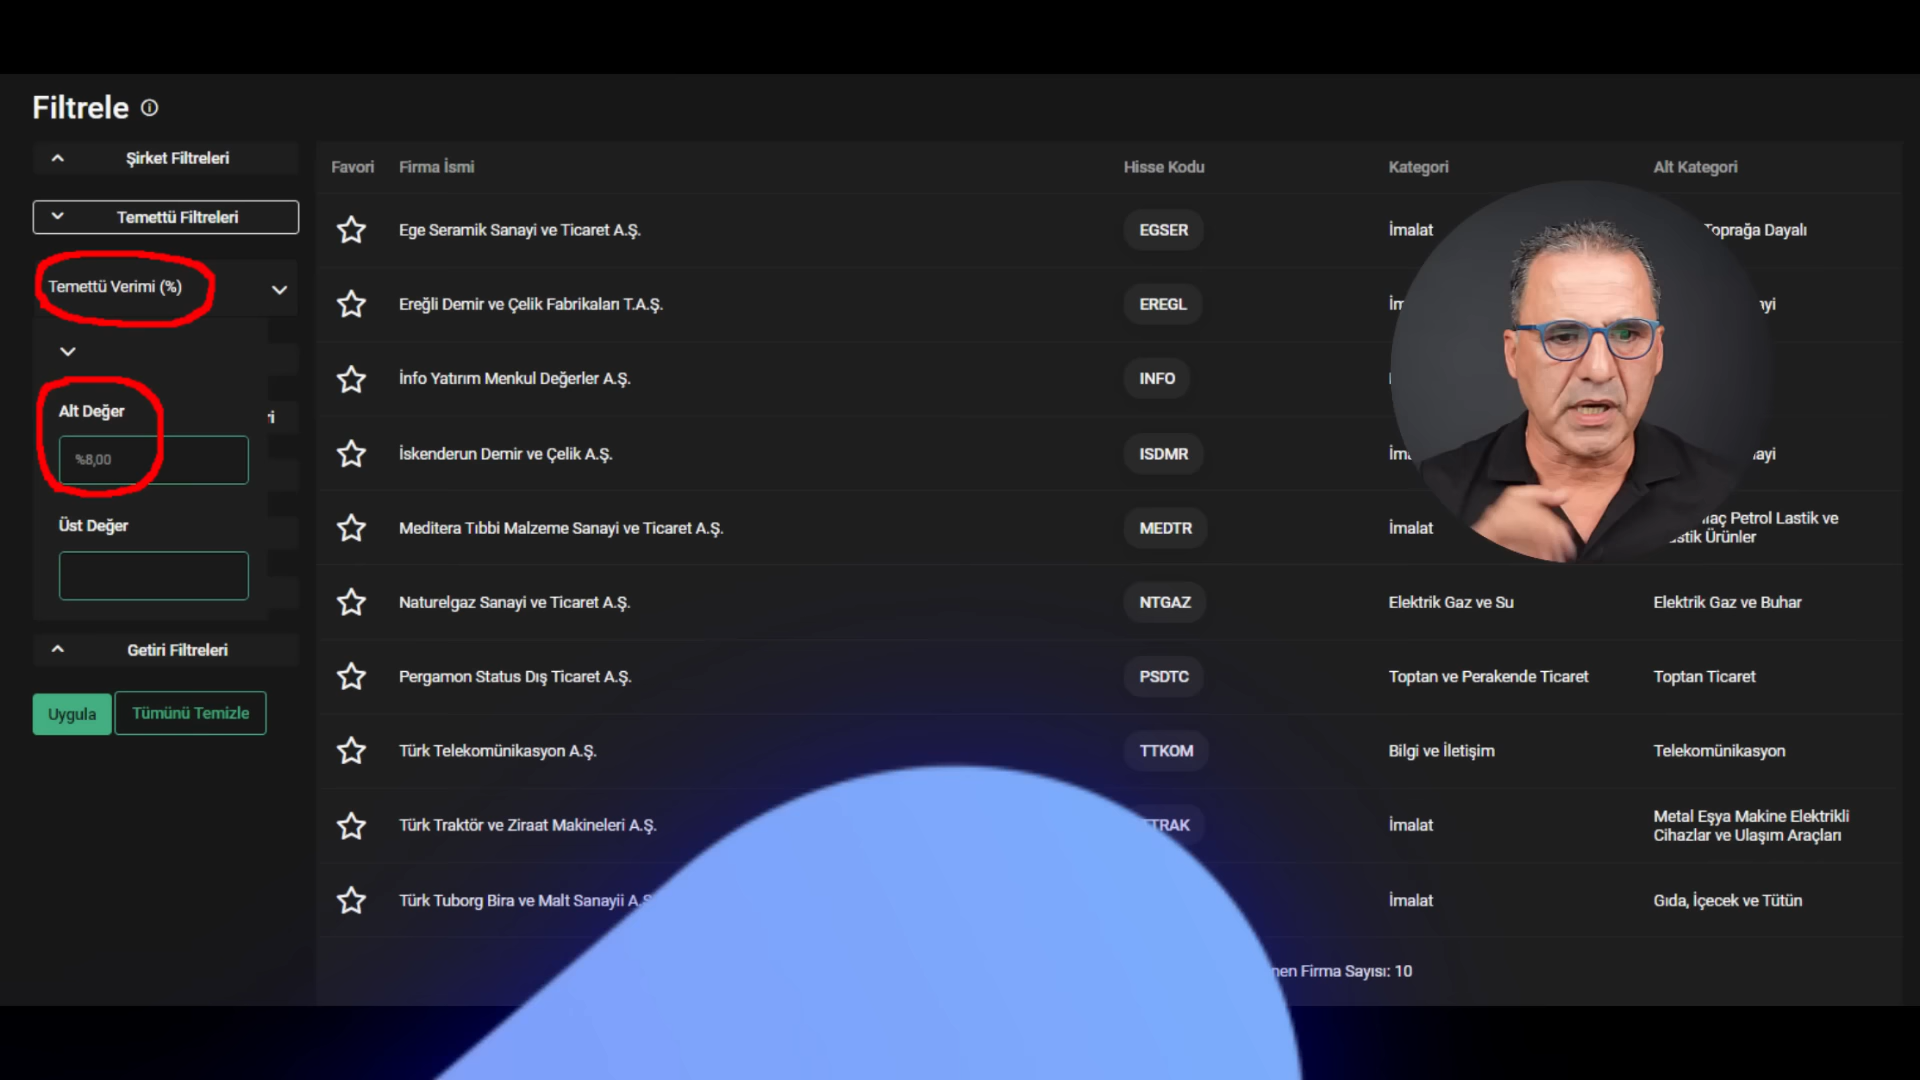 Filtrele
Şirket Filtreleri
Temettü Filtreleri
Temettü Verimi (%)
Alt Değer
%8,00
Üst Değer
Getiri Filtreleri
Uygula
Tümünü Temizle
Favori Firma İsmi Hisse Kodu Kategori Alt Kategori
Ege Seramik Sanayi ve Ticaret A.Ş. EGSER İmalat Toprağa Dayalı
Ereğli Demir ve Çelik Fabrikaları T.A.Ş. EREGL
İnfo Yatırım Menkul Değerler A.Ş. INFO
İskenderun Demir ve Çelik A.Ş. ISDMR
Meditera Tıbbi Malzeme Sanayi ve Ticaret A.Ş. MEDTR İmalat Petrol Lastik ve
Ürünler
Naturelgaz Sanayi ve Ticaret A.Ş. NTGAZ Elektrik Gaz ve Su Elektrik Gaz ve Buhar
Pergamon Status Dış Ticaret A.Ş. PSDTC Toptan ve Perakende Ticaret Toptan Ticaret
Türk Telekomünikasyon A.Ş. TTKOM Bilgi ve İletişim Telekomünikasyon
Türk Traktör ve Ziraat Makineleri A.Ş. İmalat Metal Eşya Makine Elektrikli
Cihazlar ve Ulaşım Araçları
Türk Tuborg Bira ve Malt Sanayii İmalat Gıda, İçecek ve Tütün
Firma Sayısı: 10